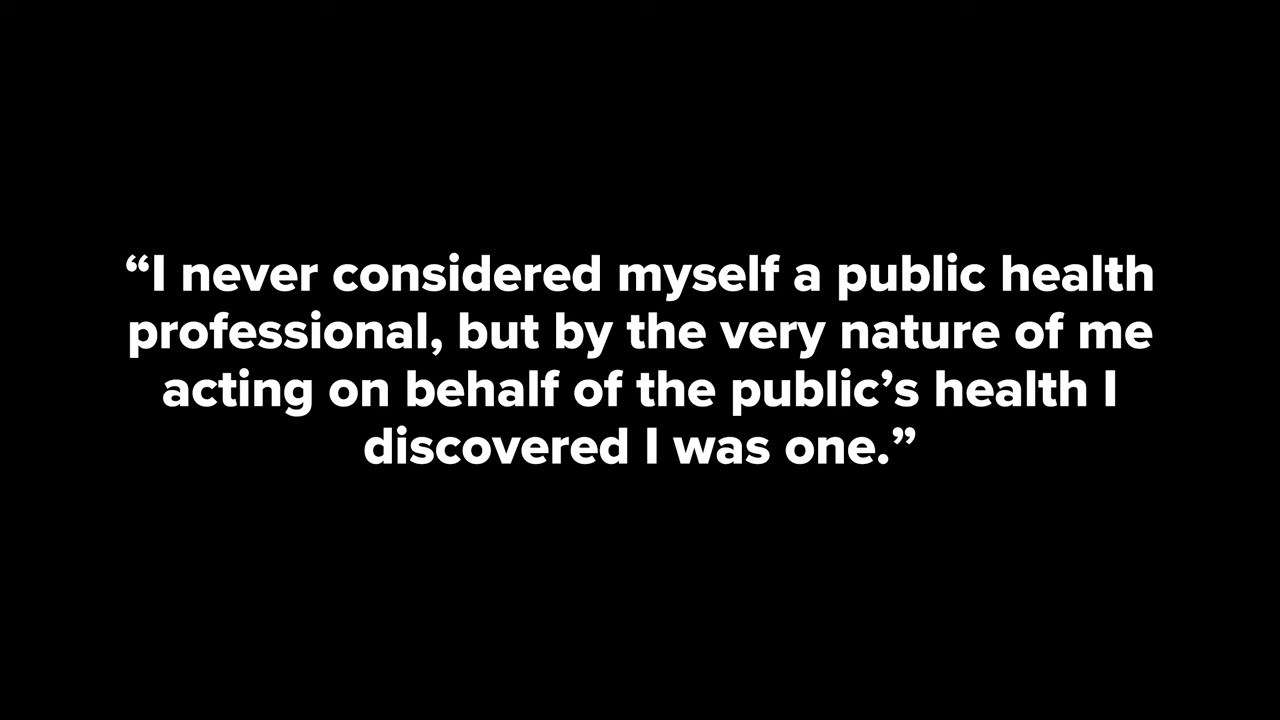 “I never considered myself a public health
professional, but by the very nature of me
acting on behalf of the public’s health I
discovered I was one.”